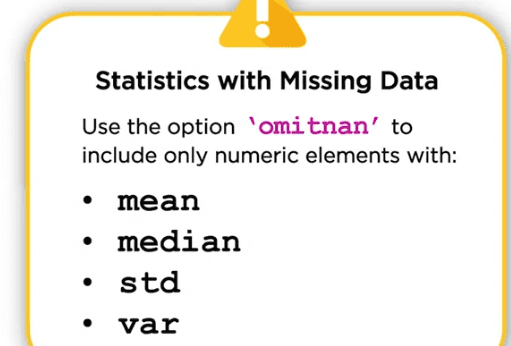 Statistics with Missing Data
Use the option ‘omitnan’ to
include only numeric elements with:
• mean
• median
• std
• var